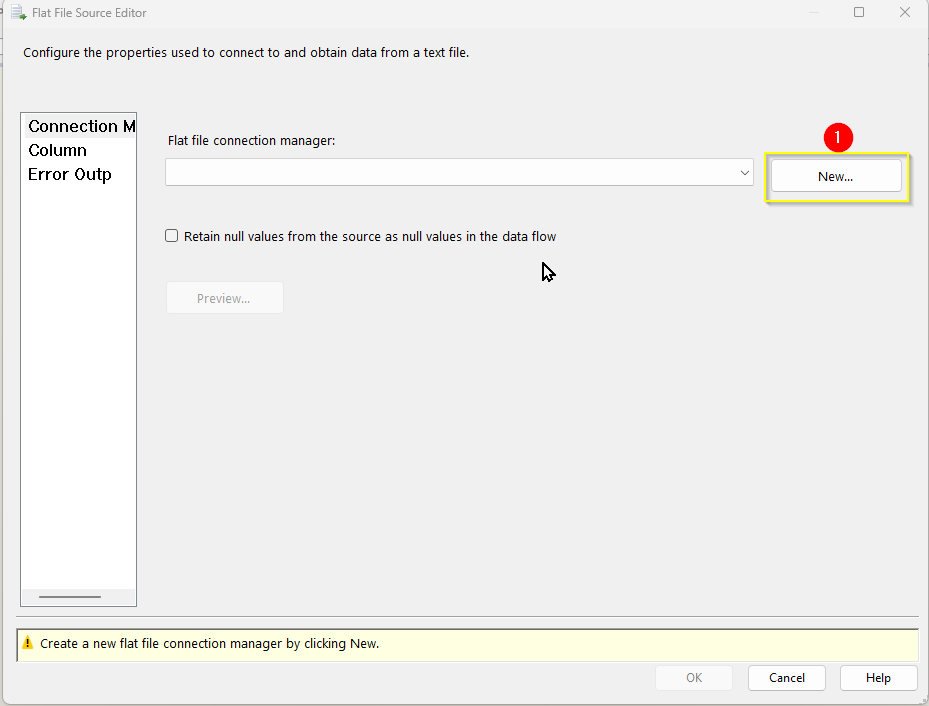 Flat File Source Editor
Configure the properties used to connect to and obtain data from a text file.
Connection M
Column
Error Outp
Flat file connection manager:
1
New...
Retain null values from the source as null values in the data flow
Preview...
Create a new flat file connection manager by clicking New.
OK
Cancel
Help